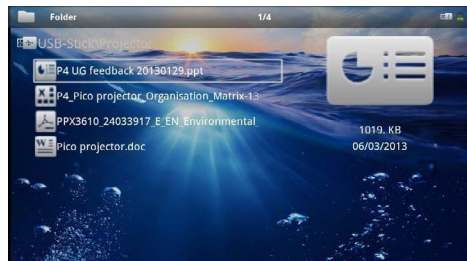 Folder
1/4
USB-Stick\Projector
P4 UG feedback 20130129.ppt
P4_Pico projector_Organisation_Matrix-13
PPX3610_24033917_E_EN_Environmental_
Pico projector.doc
1019. KB
06/03/2013